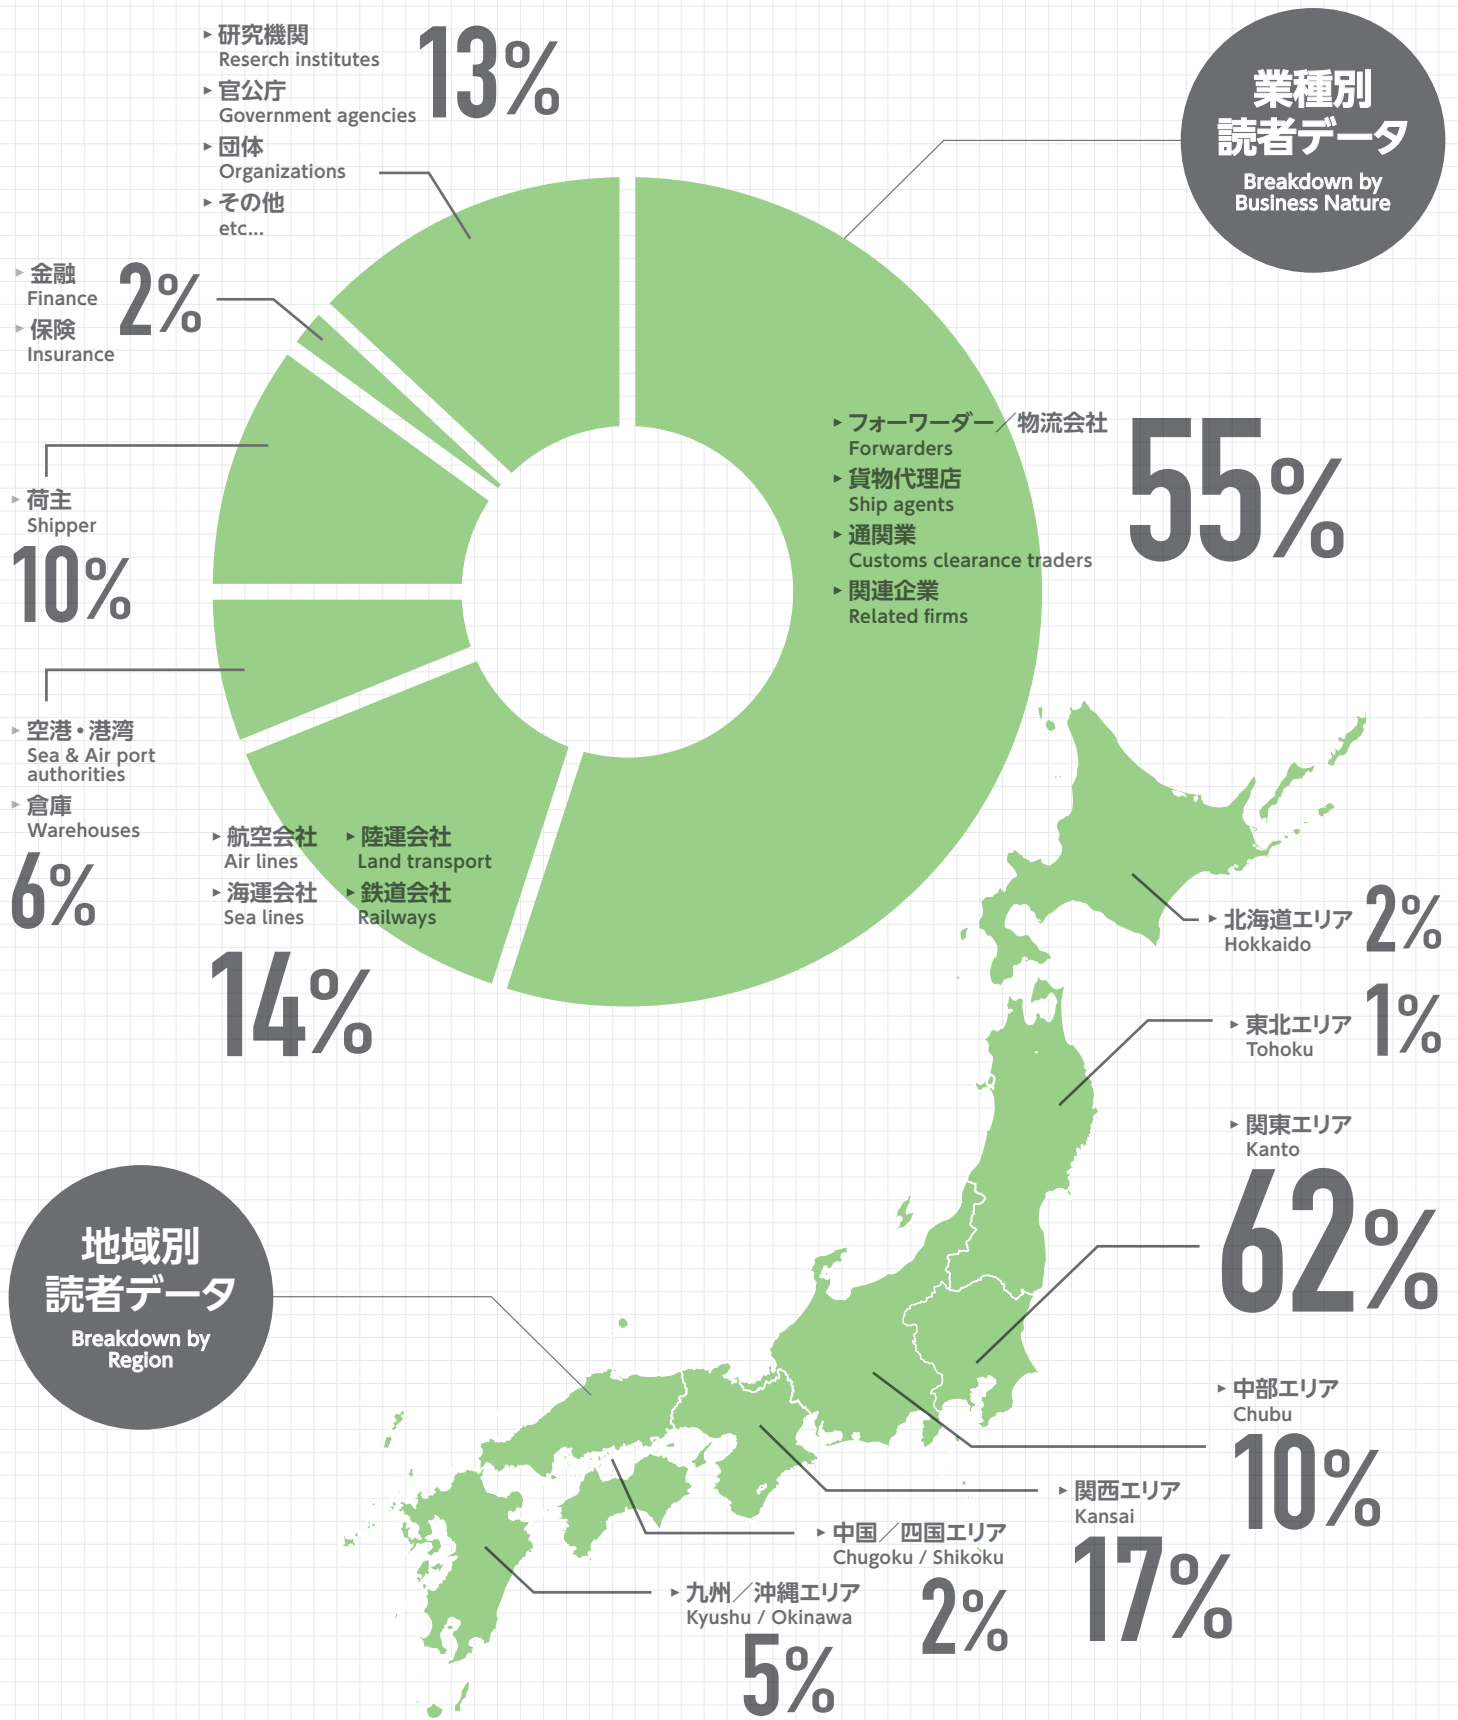 業種別
読者データ
Breakdown by
Business Nature
▸ 研究機関
Reserch institutes
▸ 官公庁
Government agencies
▸ 団体
Organizations
▸ その他
etc...
13%
▸ 金融
Finance
▸ 保険
Insurance
2%
▸ 荷主
Shipper
10%
▸ 空港・港湾
Sea & Air port
authorities
▸ 倉庫
Warehouses
6%
▸ 航空会社
Air lines
▸ 海運会社
Sea lines
▸ 陸運会社
Land transport
▸ 鉄道会社
Railways
14%
▸ フォーワーダー／物流会社
Forwarders
▸ 貨物代理店
Ship agents
▸ 通関業
Customs clearance traders
▸ 関連企業
Related firms
55%
地域別
読者データ
Breakdown by
Region
▸ 北海道エリア
Hokkaido
2%
▸ 東北エリア
Tohoku
1%
▸ 関東エリア
Kanto
62%
▸ 中部エリア
Chubu
10%
▸ 関西エリア
Kansai
17%
▸ 中国／四国エリア
Chugoku / Shikoku
2%
▸ 九州／沖縄エリア
Kyushu / Okinawa
5%